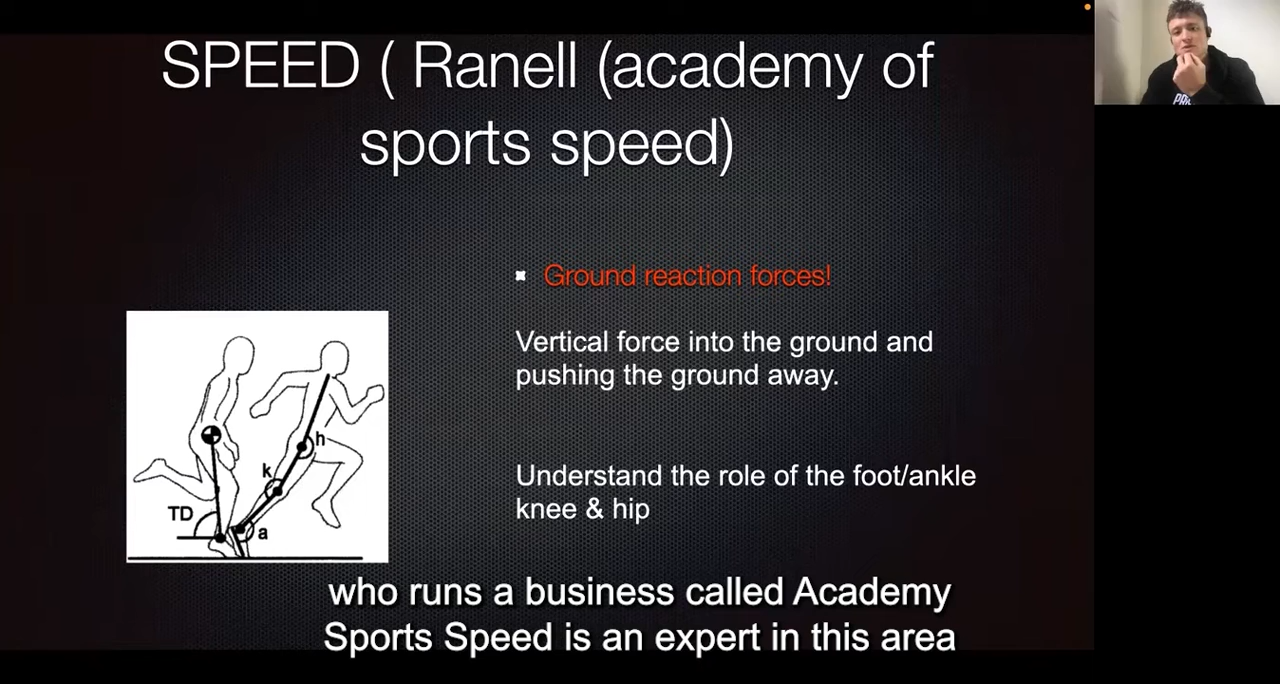 SPEED ( Ranell (academy of
sports speed)
Ground reaction forces!
Vertical force into the ground and
pushing the ground away.
Understand the role of the foot/ankle
knee & hip
h
k
TD
a
who runs a business called Academy
Sports Speed is an expert in this area